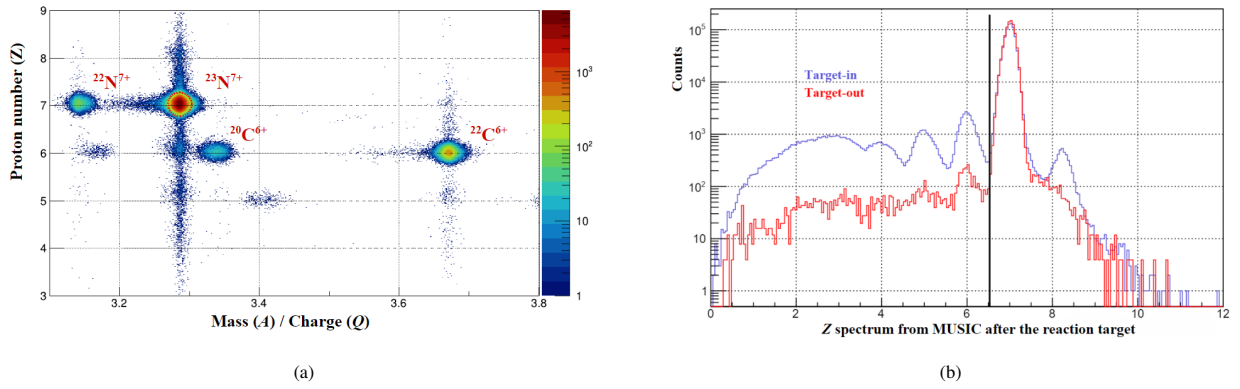 9
8
7
6
5
4
3
Proton number (Z)
²²N⁷⁺
²³N⁷⁺
²⁰C⁶⁺
²²C⁶⁺
3.2
3.4
3.6
3.8
Mass (A) / Charge (Q)
10³
10²
10
1
(a)
Counts
10⁵
10⁴
10³
10²
10
1
Target-in
Target-out
0
2
4
6
8
10
12
Z spectrum from MUSIC after the reaction target
(b)